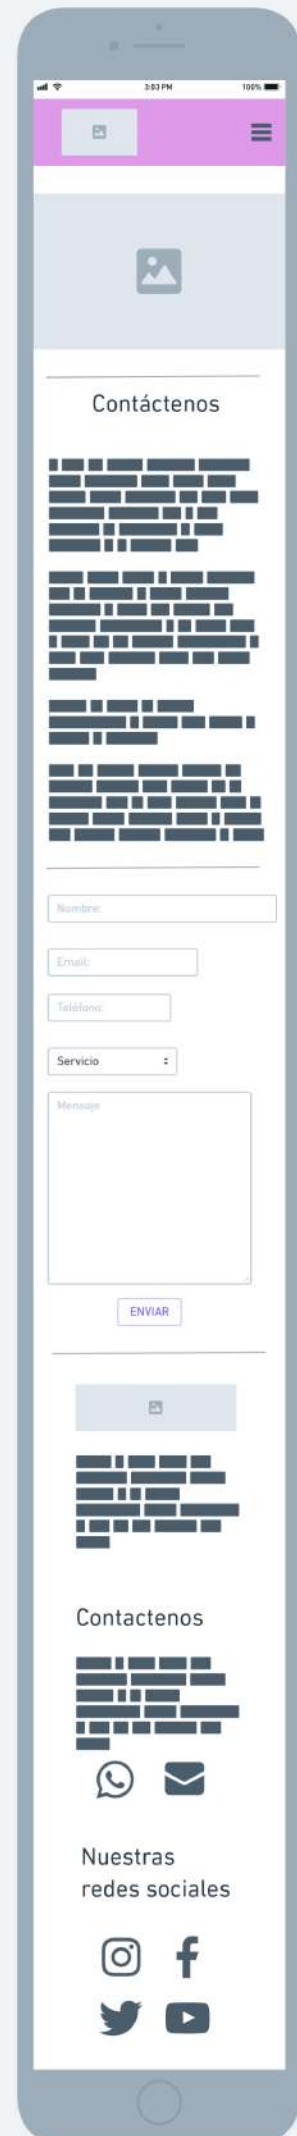 3:03 PM 100%
Contáctenos
Nombre:
Email:
Teléfono:
Servicio
Mensaje
ENVIAR
Contactenos
Nuestras
redes sociales